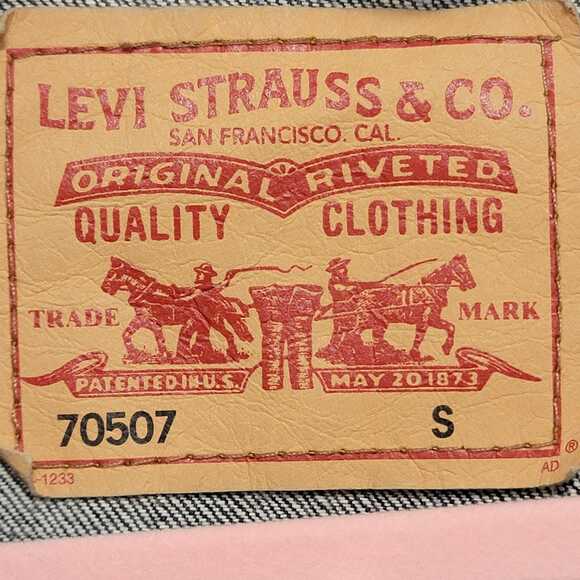 LEVI STRAUSS & CO.
SAN FRANCISCO. CAL.
ORIGINAL RIVETED
QUALITY CLOTHING
TRADE MARK
PATENTED IN U.S. MAY 20 1873
70507 S
-1233 AD ®